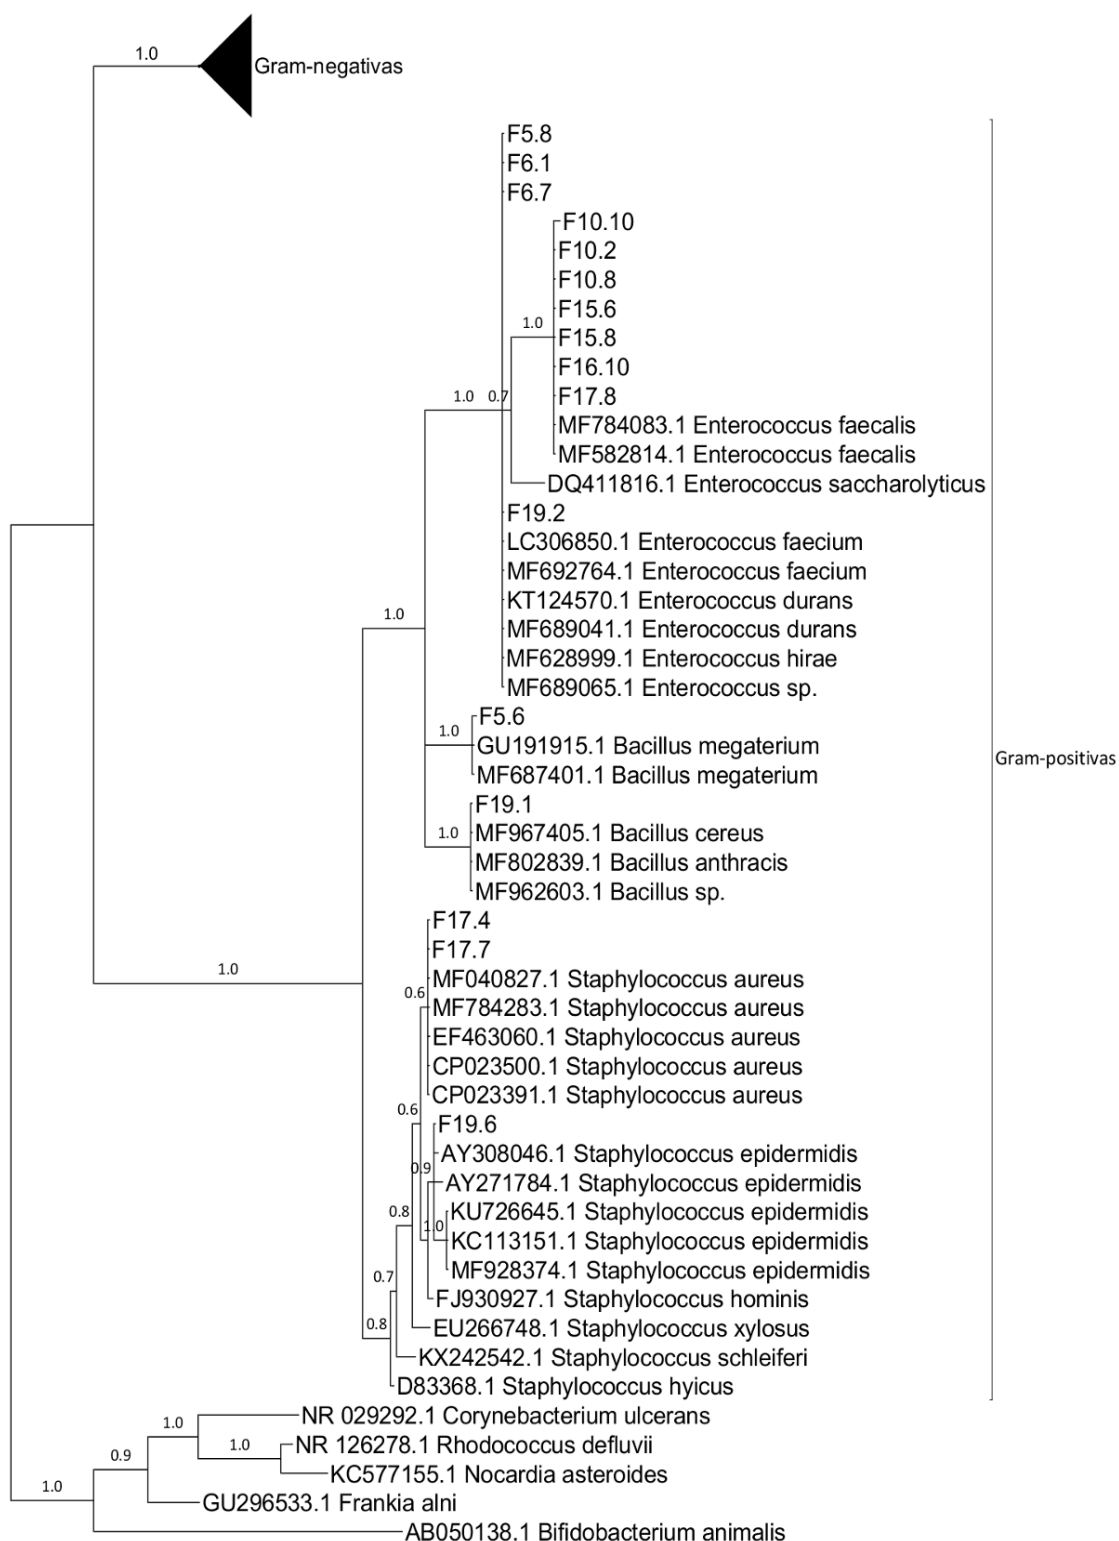 1.0
Gram-negativas
F5.8
F6.1
F6.7
F10.10
F10.2
F10.8
F15.6
1.0
F15.8
F16.10
1.0 0.7
F17.8
MF784083.1 Enterococcus faecalis
MF582814.1 Enterococcus faecalis
DQ411816.1 Enterococcus saccharolyticus
F19.2
LC306850.1 Enterococcus faecium
MF692764.1 Enterococcus faecium
KT124570.1 Enterococcus durans
1.0
MF689041.1 Enterococcus durans
MF628999.1 Enterococcus hirae
MF689065.1 Enterococcus sp.
F5.6
1.0
GU191915.1 Bacillus megaterium
Gram-positivas
MF687401.1 Bacillus megaterium
F19.1
1.0
MF967405.1 Bacillus cereus
MF802839.1 Bacillus anthracis
MF962603.1 Bacillus sp.
F17.4
F17.7
1.0
MF040827.1 Staphylococcus aureus
0.6
MF784283.1 Staphylococcus aureus
EF463060.1 Staphylococcus aureus
CP023500.1 Staphylococcus aureus
CP023391.1 Staphylococcus aureus
0.6
F19.6
AY308046.1 Staphylococcus epidermidis
0.9
AY271784.1 Staphylococcus epidermidis
0.8
KU726645.1 Staphylococcus epidermidis
1.0
KC113151.1 Staphylococcus epidermidis
0.7
MF928374.1 Staphylococcus epidermidis
FJ930927.1 Staphylococcus hominis
0.8
EU266748.1 Staphylococcus xylosus
KX242542.1 Staphylococcus schleiferi
D83368.1 Staphylococcus hyicus
1.0
NR 029292.1 Corynebacterium ulcerans
1.0
NR 126278.1 Rhodococcus defluvii
0.9
KC577155.1 Nocardia asteroides
1.0
GU296533.1 Frankia alni
AB050138.1 Bifidobacterium animalis